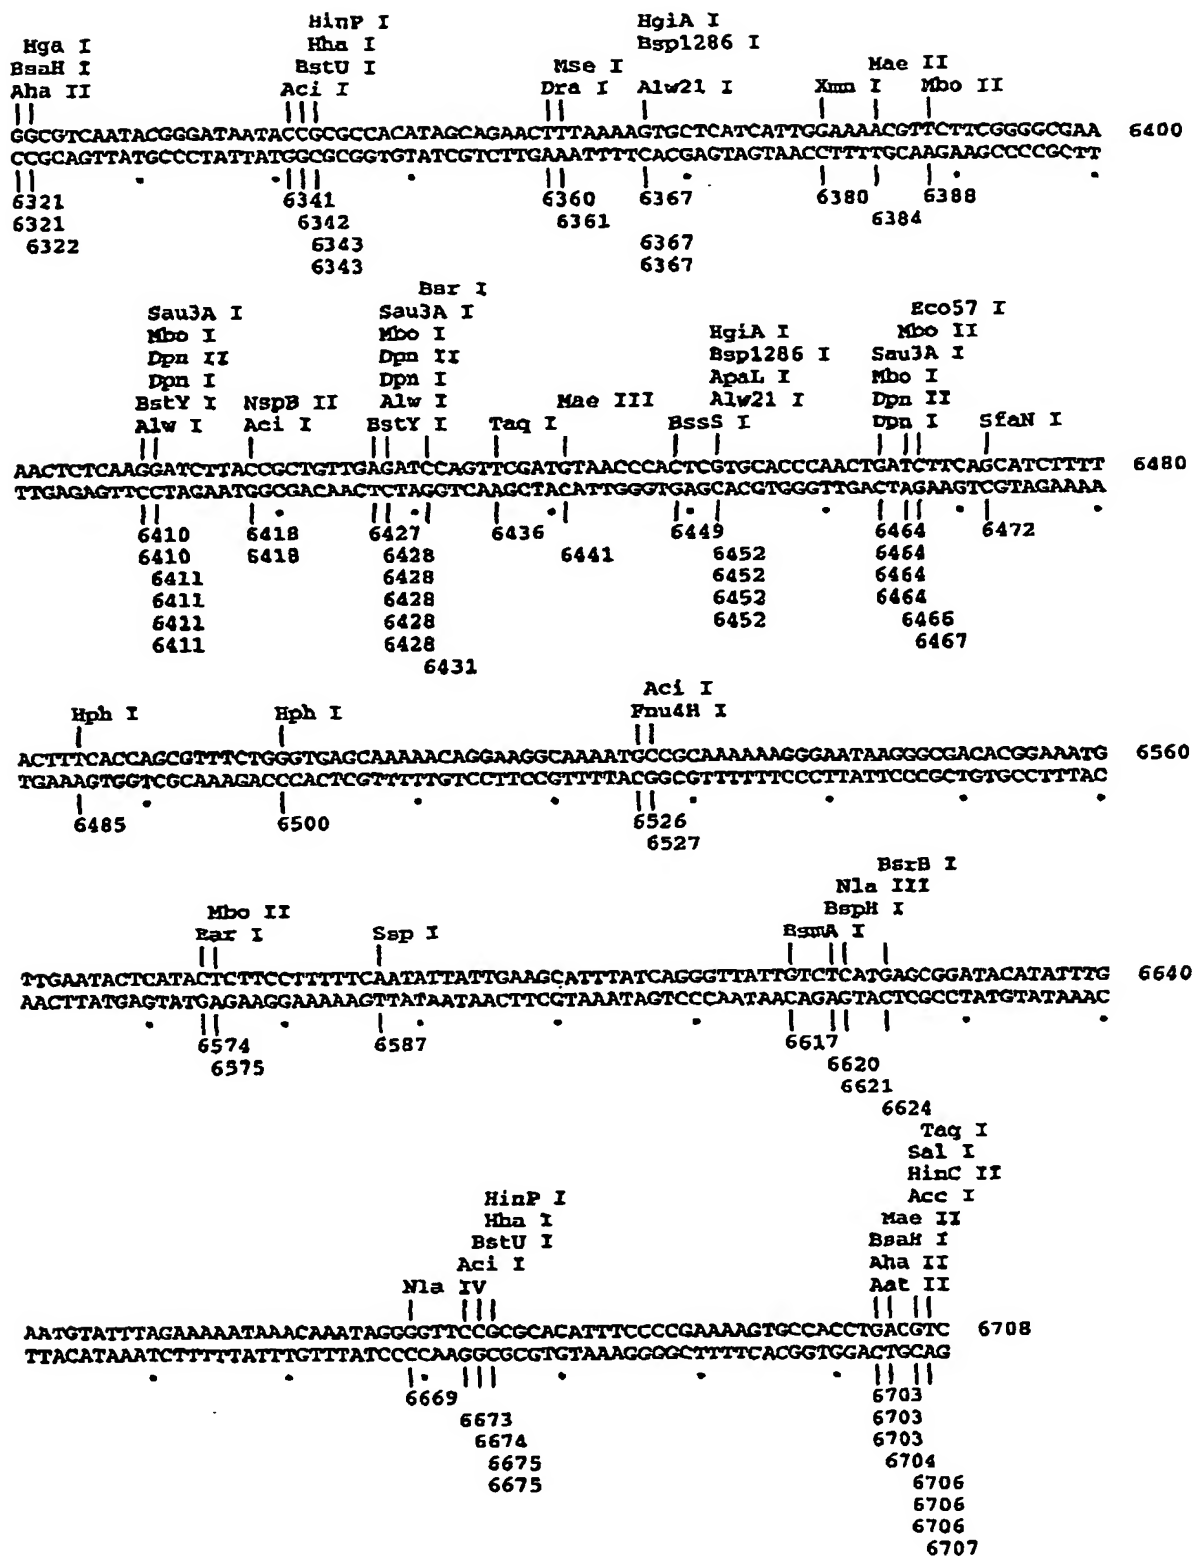 HinP I HgiA I
Hga I Hha I Bsp1286 I
BsaH I BstU I Mse I Mae II
Aha II Aci I Dra I Alw21 I Xmn I Mbo II
GGCGTCAATACGGGATAATACCGCGCCACATAGCAGAACTTTAAAAGTGCTCATCATTGGAAAACGTTCTTCGGGGCGAA 6400
CCGCAGTTATGCCCTATTATGGCGCGGTGTATCGTCTTGAAATTTTCACGAGTAGTAACCTTTTGCAAGAAGCCCCGCTT
6321 6341 6360 6367 6380 6388
6321 6342 6361 6384
6322 6343 6367
6343 6367
Bsr I
Sau3A I Sau3A I Eco57 I
Mbo I Mbo I HgiA I Mbo II
Dpn II Dpn II Bsp1286 I Sau3A I
Dpn I Dpn I ApaL I Mbo I
BstY I NspB II Alw I Mae III Alw21 I Dpn II
Alw I Aci I BstY I Taq I BssS I Dpn I SfaN I
AACTCTCAAGGATCTTACCGCTGTTGAGATCCAGTTCGATGTAACCCACTCGTGCACCCAACTGATCTTCAGCATCTTTT 6480
TTGAGAGTTCCTAGAATGGCGACAACTCTAGGTCAAGCTACATTGGGTGAGCACGTGGGTTGACTAGAAGTCGTAGAAAA
6410 6418 6427 6436 6449 6464 6472
6410 6418 6428 6441 6452 6464
6411 6428 6452 6464
6411 6428 6452 6464
6411 6428 6452 6466
6411 6428 6467
6431
Aci I
Hph I Hph I Fnu4H I
ACTTTCACCAGCGTTTCTGGGTGAGCAAAAACAGGAAGGCAAAATGCCGCAAAAAAGGGAATAAGGGCGACACGGAAATG 6560
TGAAAGTGGTCGCAAAGACCCACTCGTTTTTGTCCTTCCGTTTTACGGCGTTTTTTCCCTTATTCCCGCTGTGCCTTTAC
6485 6500 6526
6527
BsrB I
Nla III
Mbo II BspH I
Ear I Ssp I BsmA I
TTGAATACTCATACTCTTCCTTTTTCAATATTATTGAAGCATTTATCAGGGTTATTGTCTCATGAGCGGATACATATTTG 6640
AACTTATGAGTATGAGAAGGAAAAAGTTATAATAACTTCGTAAATAGTCCCAATAACAGAGTACTCGCCTATGTATAAAC
6574 6587 6617
6575 6620
6621
6624
Taq I
Sal I
HinC II
HinP I Acc I
Hha I Mae II
BstU I BsaH I
Aci I Aha II
Nla IV Aat II
AATGTATTTAGAAAAATAAACAAATAGGGGTTCCGCGCACATTTCCCCGAAAAGTGCCACCTGACGTC 6708
TTACATAAATCTTTTTATTTGTTTATCCCCAAGGCGCGTGTAAAGGGGCTTTTCACGGTGGACTGCAG
6669 6673 6703
6674 6703
6675 6703
6675 6704
6706
6706
6706
6707